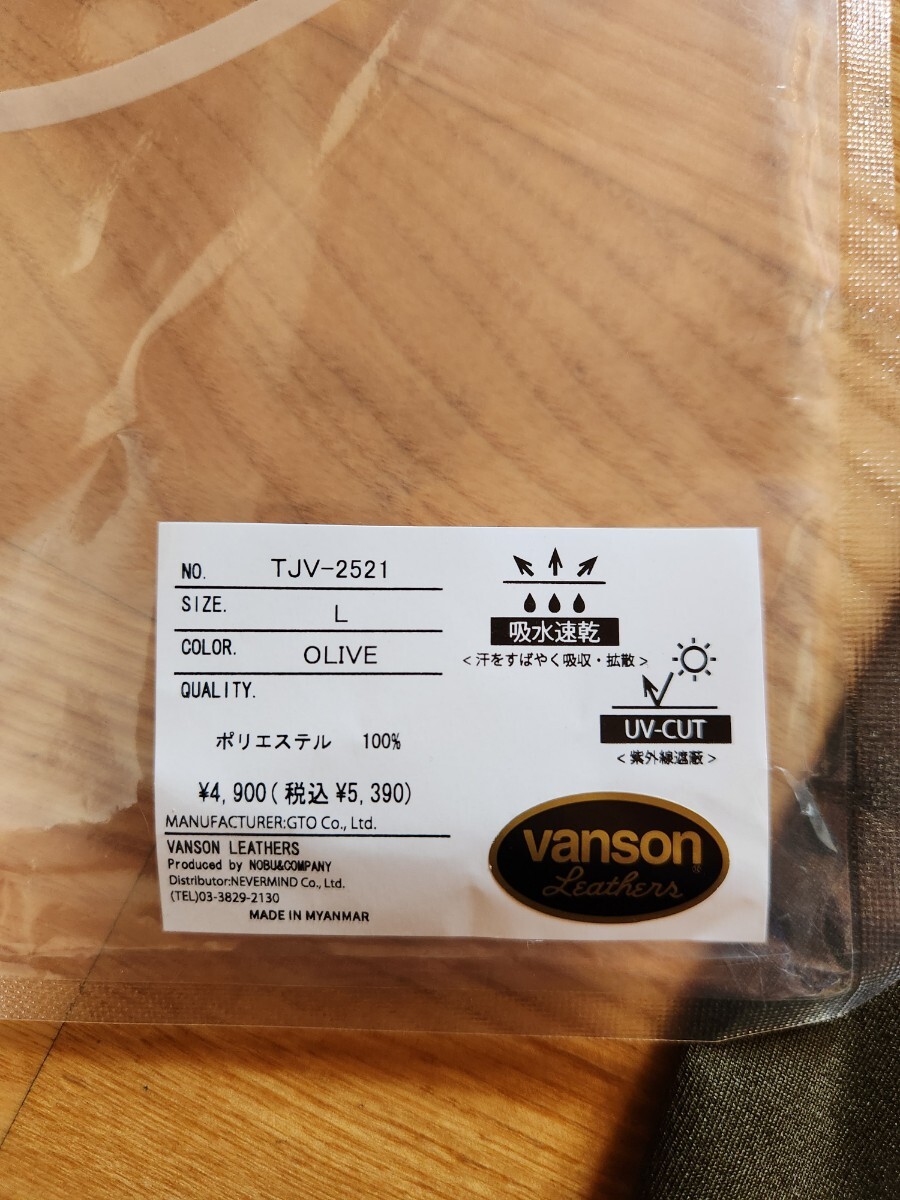 NO. TJV-2521
SIZE. L
COLOR. OLIVE
QUALITY.
ポリエステル 100%
¥4,900(税込¥5,390)
MANUFACTURER:GTO Co., Ltd.
VANSON LEATHERS
Produced by NOBU&COMPANY
Distributor:NEVERMIND Co., Ltd.
(TEL)03-3829-2130
MADE IN MYANMAR
吸水速乾
<汗をすばやく吸収・拡散>
UV-CUT
<紫外線遮蔽>
vanson®
Leathers